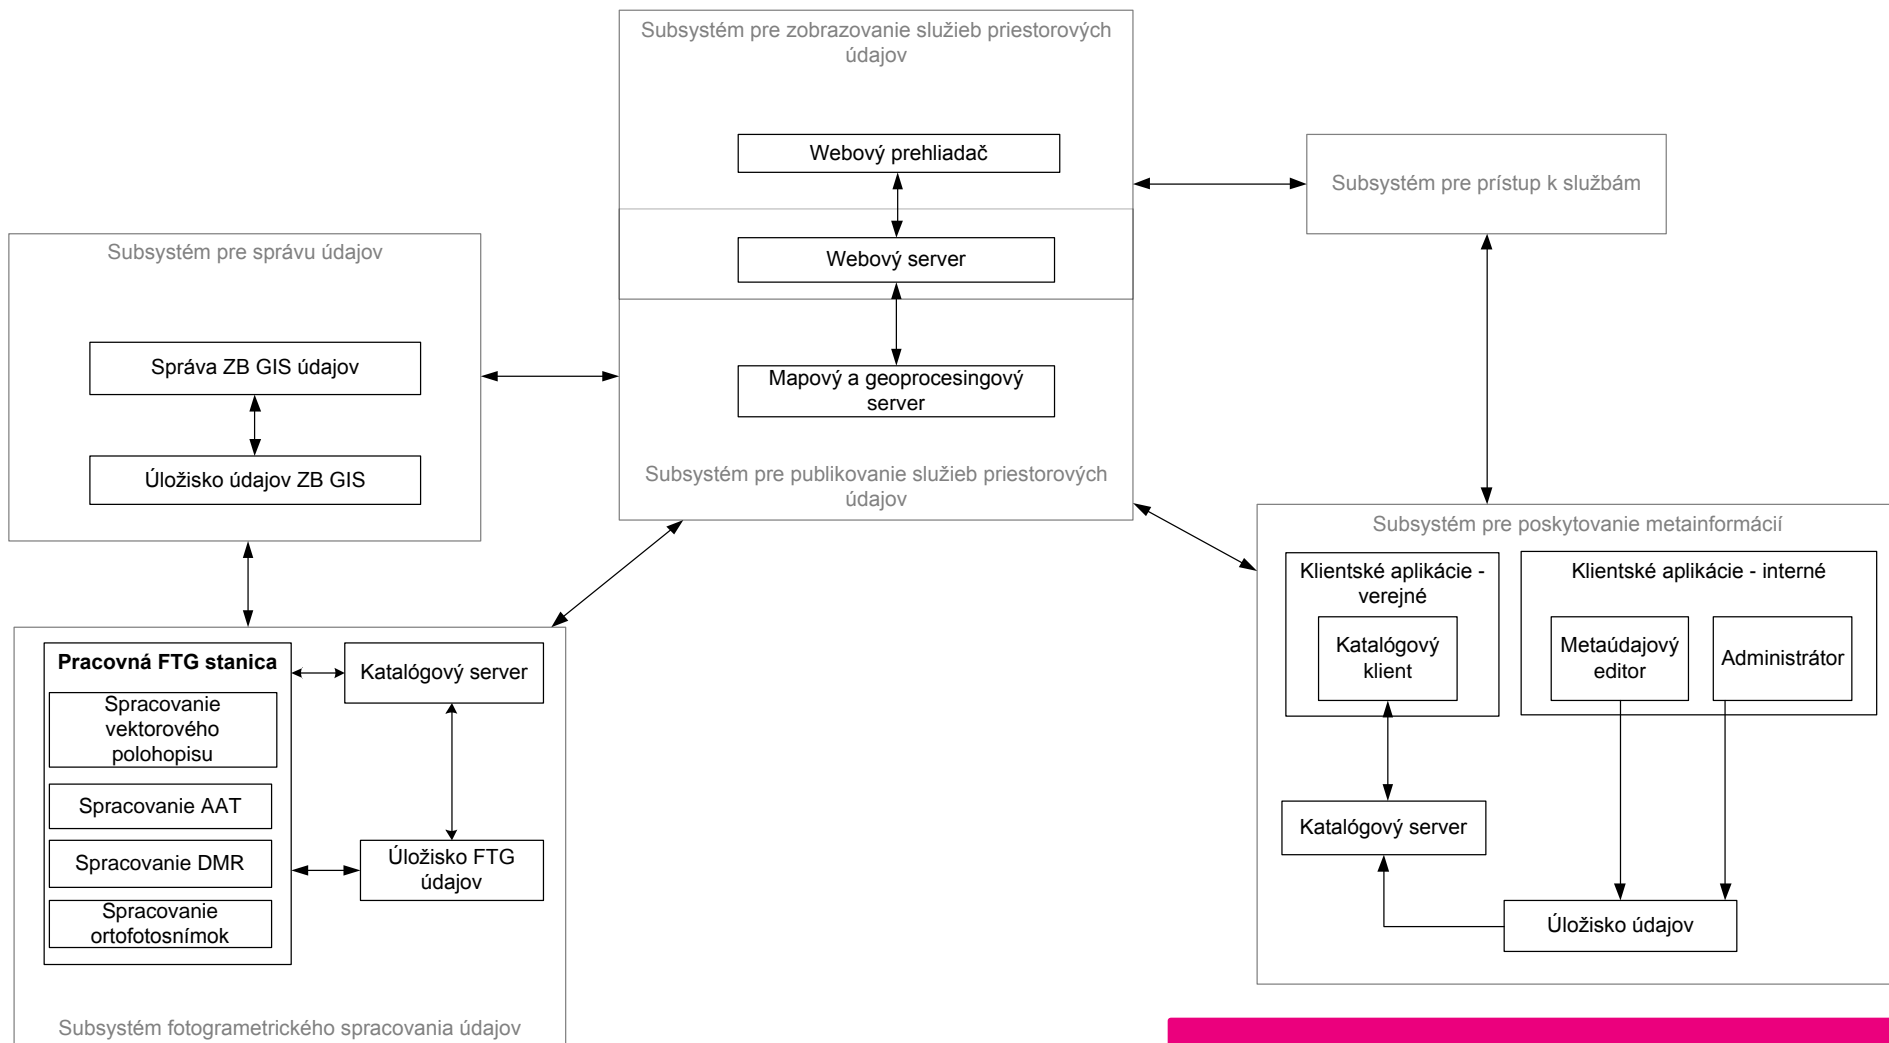 Subsystém pre zobrazovanie služieb priestorových
údajov
Webový prehliadač
Subsystém pre prístup k službám
Webový server
Subsystém pre správu údajov
Správa ZB GIS údajov
Mapový a geoprocesingový
server
Úložisko údajov ZB GIS
Subsystém pre publikovanie služieb priestorových
údajov
Subsystém pre poskytovanie metainformácií
Klientské aplikácie -
verejné
Klientské aplikácie - interné
Katalógový
klient
Metaúdajový
editor
Administrátor
Katalógový server
Úložisko údajov
Pracovná FTG stanica
Katalógový server
Spracovanie
vektorového
polohopisu
Spracovanie AAT
Spracovanie DMR
Úložisko FTG
údajov
Spracovanie
ortofotosnímok
Subsystém fotogrametrického spracovania údajov